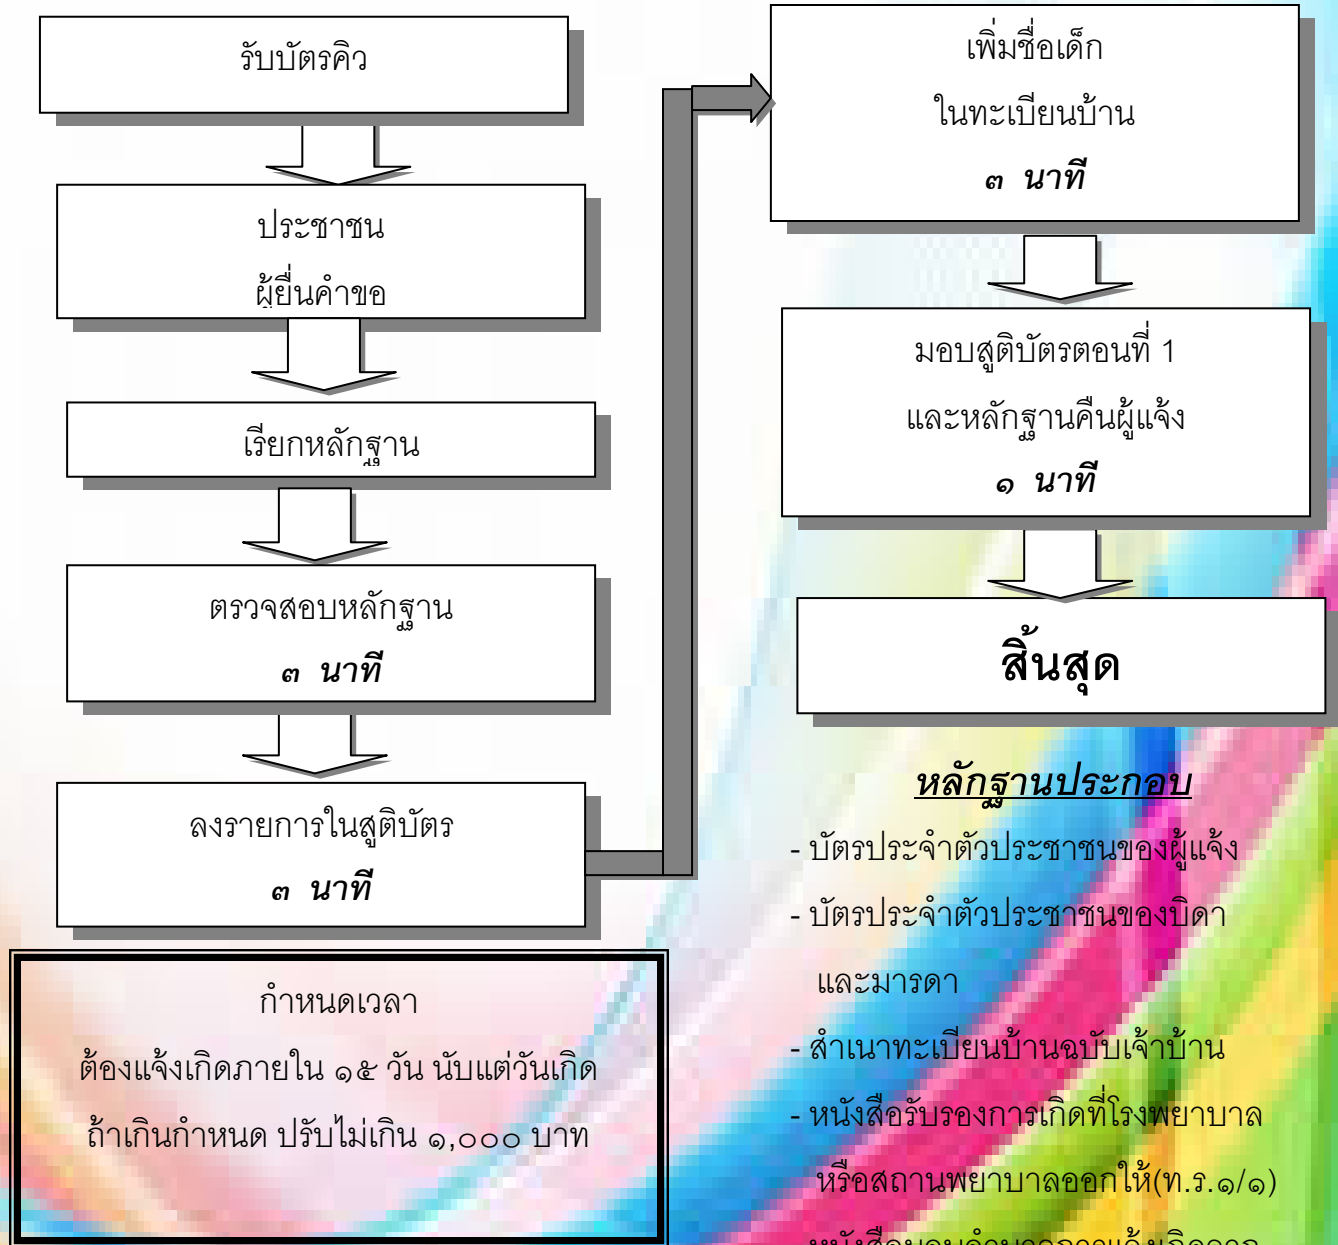 รับบัตรคิว
ประชาชน
ผู้ยื่นคำขอ
เรียกหลักฐาน
ตรวจสอบหลักฐาน
๓ นาที
ลงรายการในสูติบัตร
๓ นาที
กำหนดเวลา
ต้องแจ้งเกิดภายใน ๑๕ วัน นับแต่วันเกิด
ถ้าเกินกำหนด ปรับไม่เกิน ๑,๐๐๐ บาท
เพิ่มชื่อเด็ก
ในทะเบียนบ้าน
๓ นาที
มอบสูติบัตรตอนที่ 1
และหลักฐานคืนผู้แจ้ง
๑ นาที
สิ้นสุด
หลักฐานประกอบ
- บัตรประจำตัวประชาชนของผู้แจ้ง
- บัตรประจำตัวประชาชนของบิดา
และมารดา
- สำเนาทะเบียนบ้านฉบับเจ้าบ้าน
- หนังสือรับรองการเกิดที่โรงพยาบาล
หรือสถานพยาบาลออกให้(ท.ร.๑/๑)